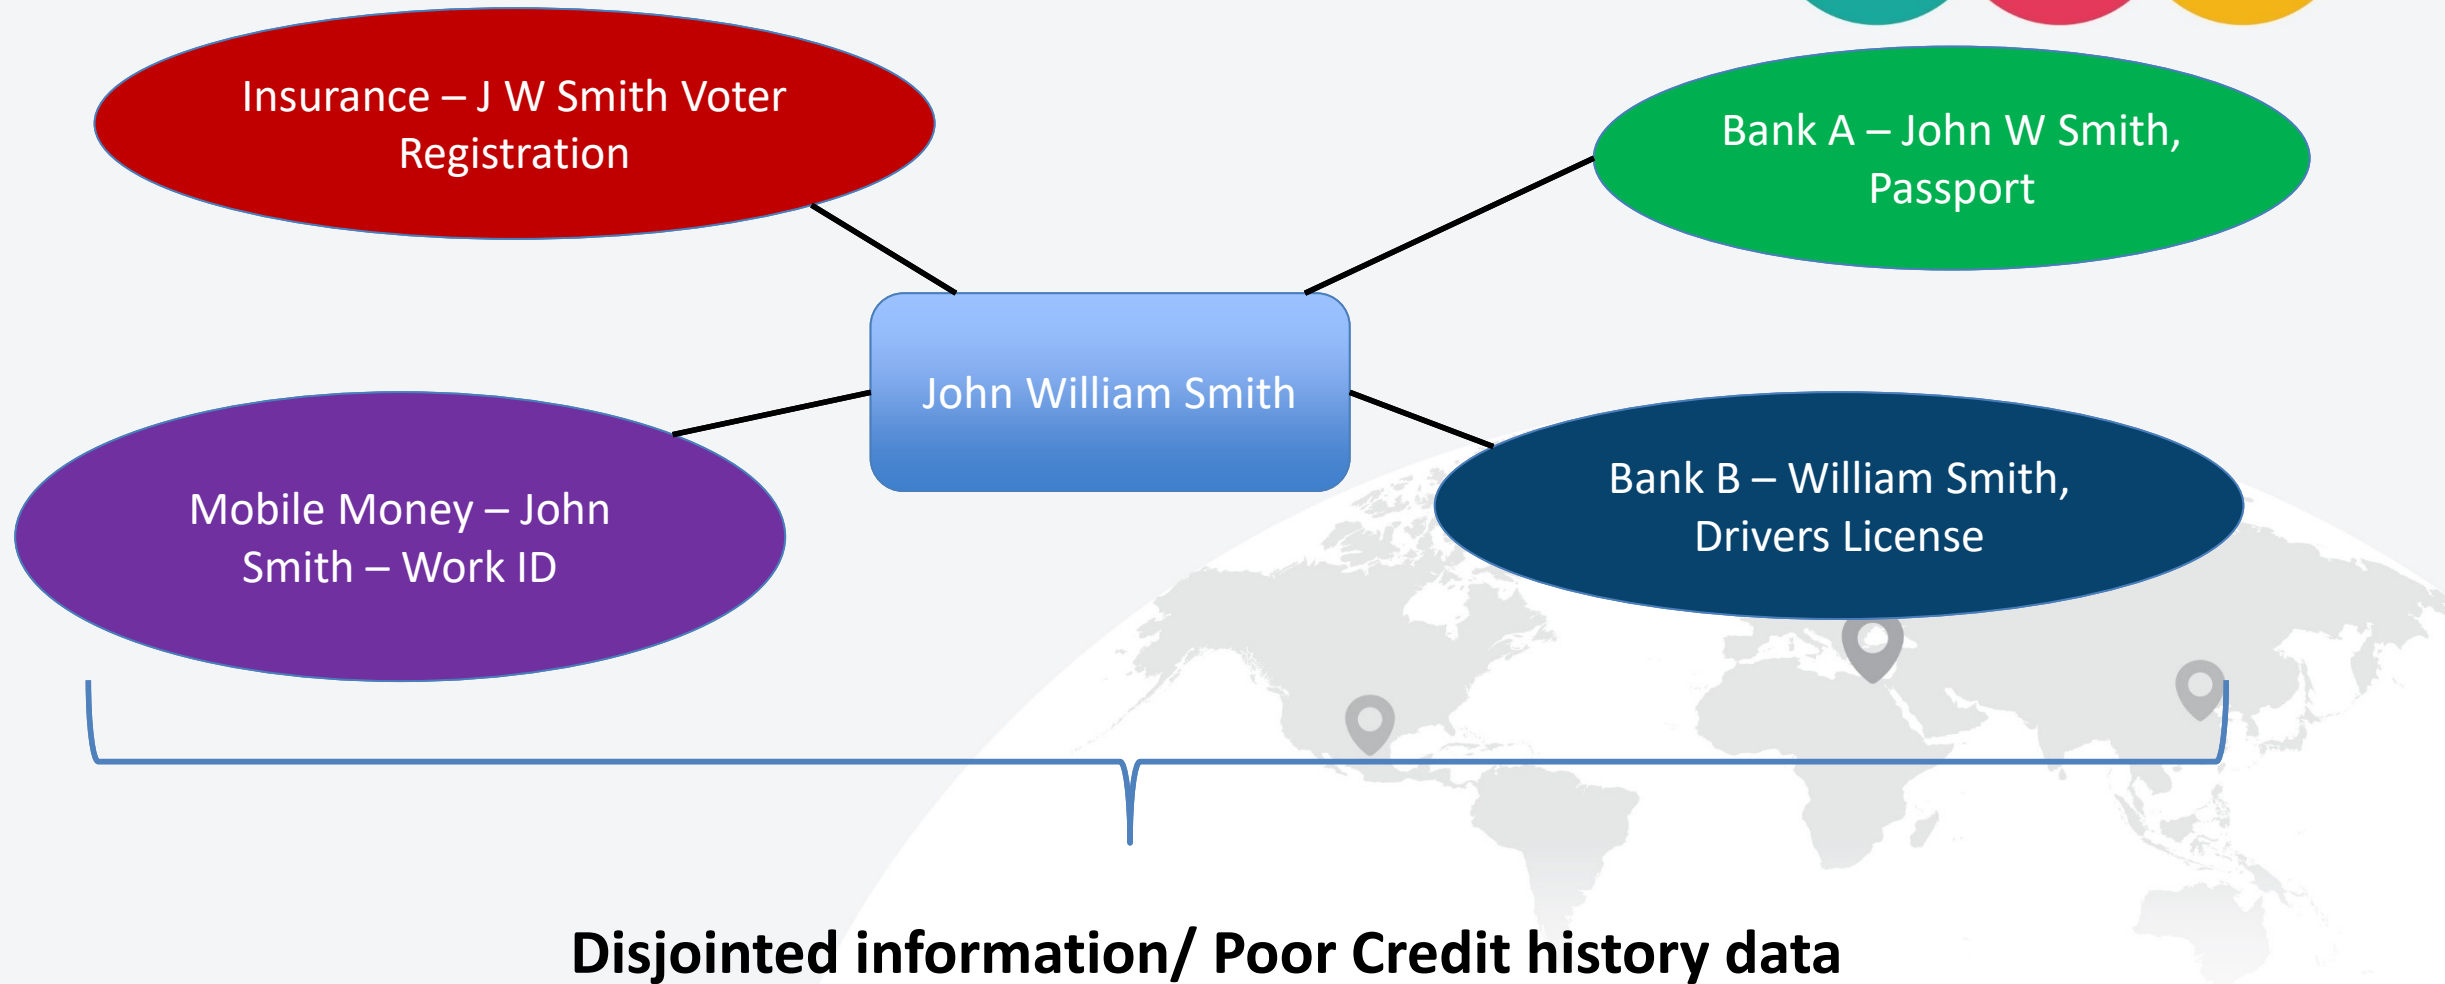 Insurance – J W Smith Voter
Registration
Bank A – John W Smith,
Passport
John William Smith
Mobile Money – John
Smith – Work ID
Bank B – William Smith,
Drivers License
Disjointed information/ Poor Credit history data